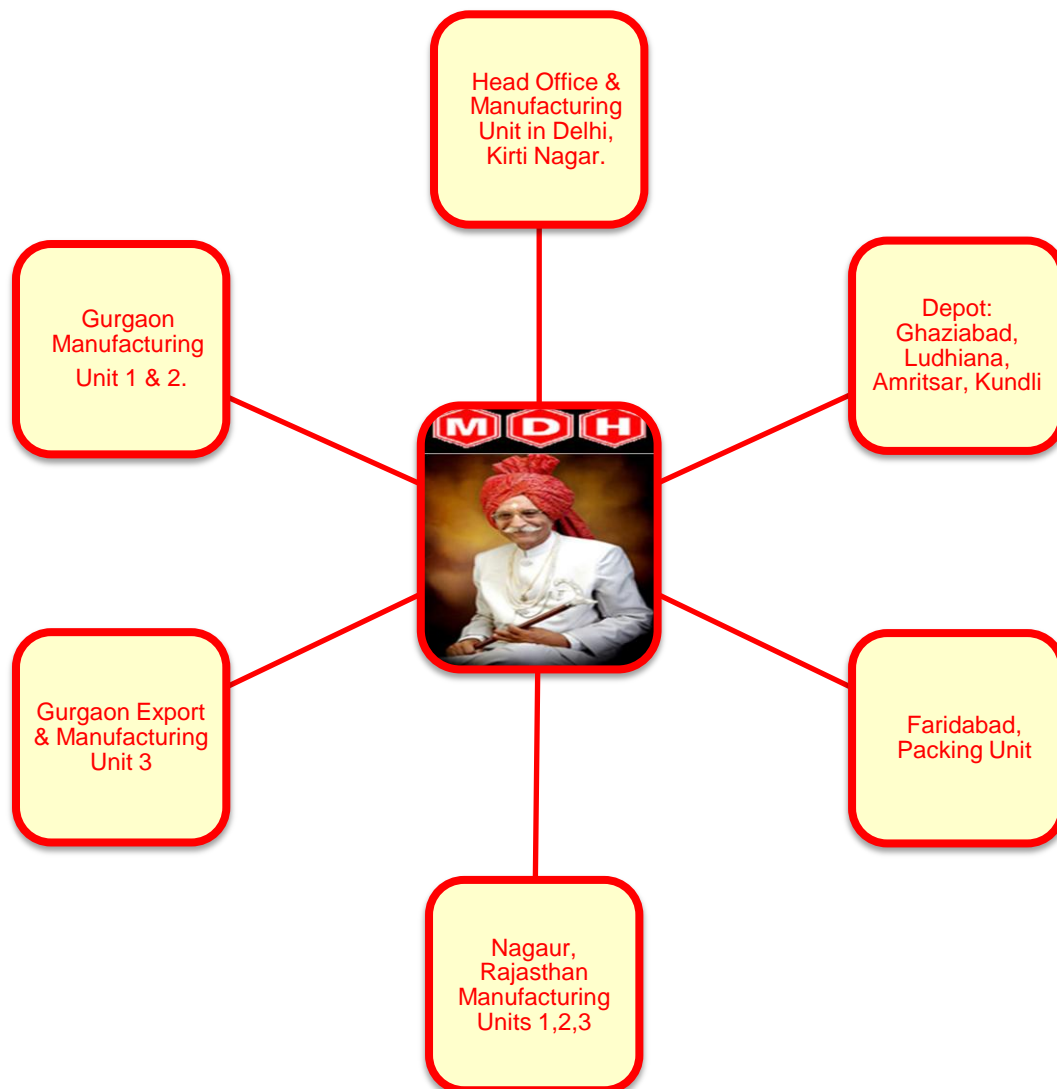 Head Office &
Manufacturing
Unit in Delhi,
Kirti Nagar.
Depot:
Ghaziabad,
Ludhiana,
Amritsar, Kundli
Gurgaon
Manufacturing
Unit 1 & 2.
M D H
Gurgaon Export
& Manufacturing
Unit 3
Faridabad,
Packing Unit
Nagaur,
Rajasthan
Manufacturing
Units 1,2,3